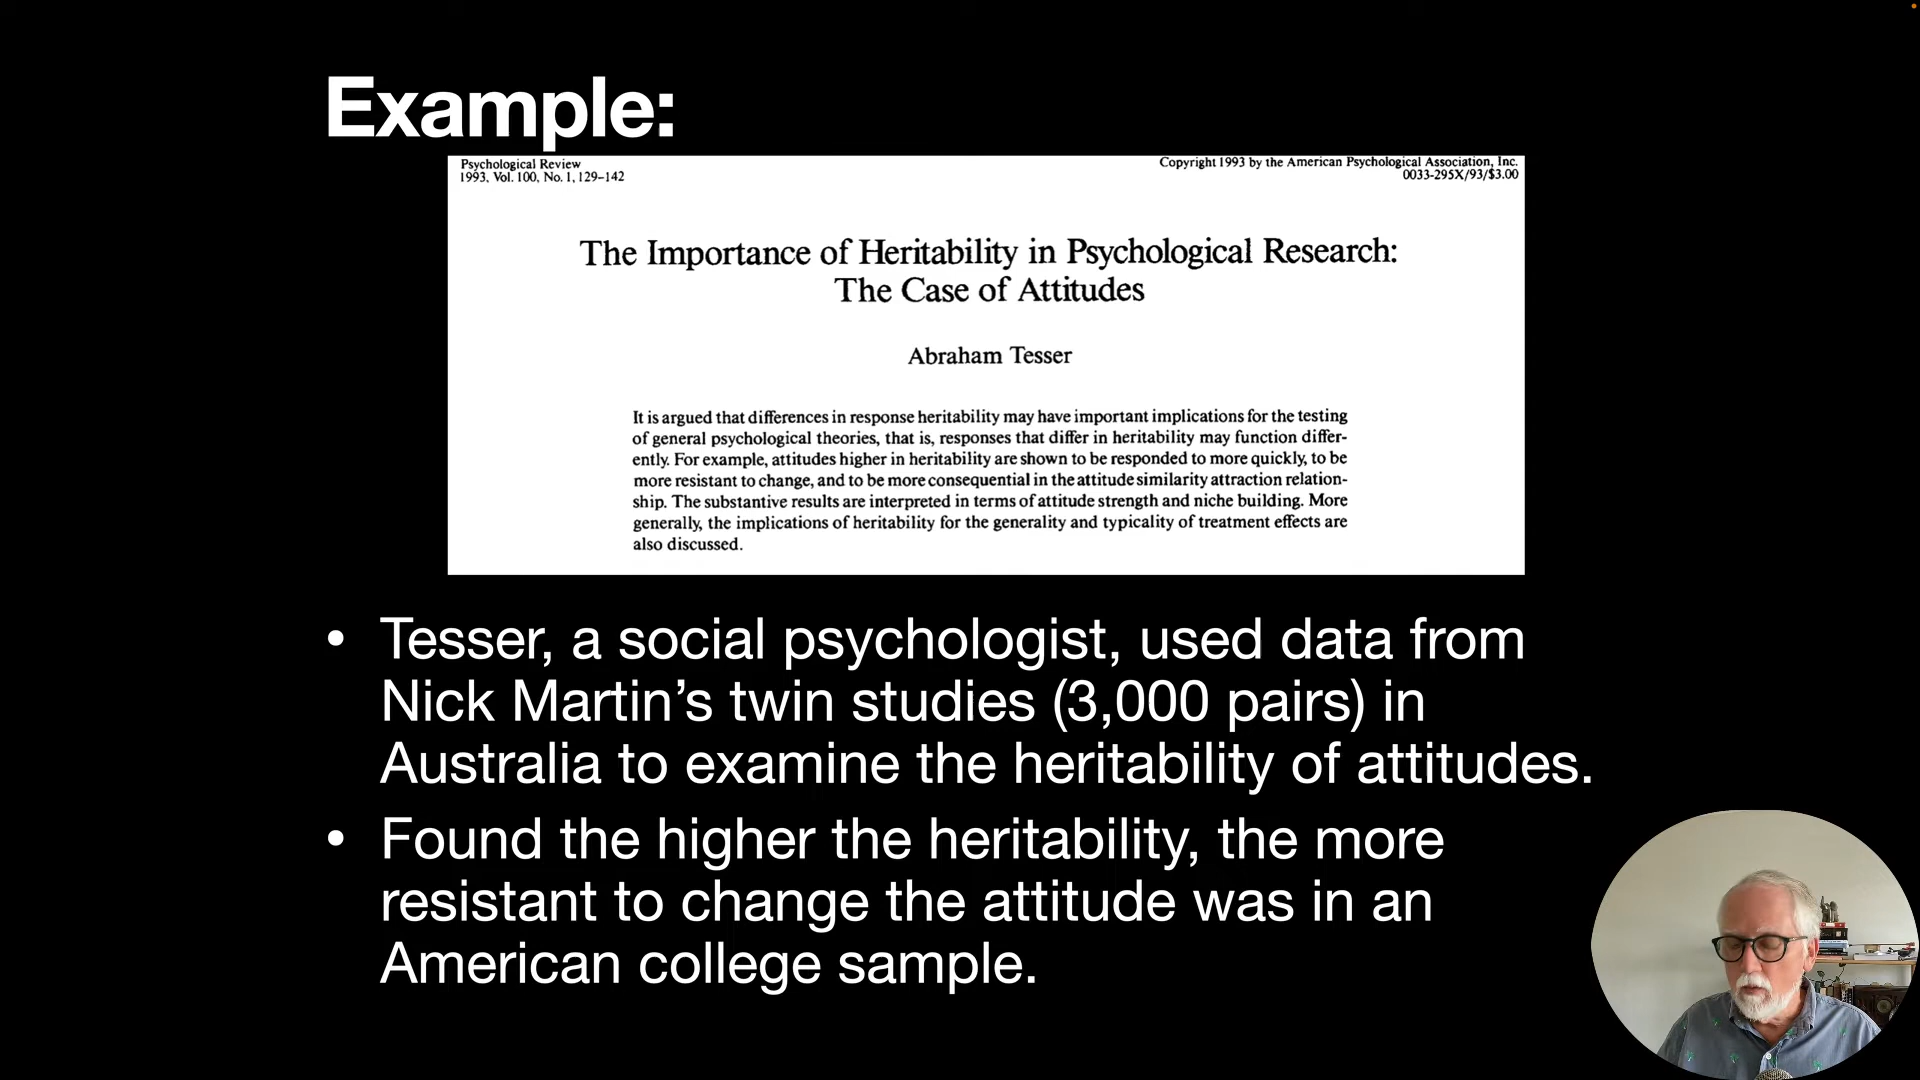 Example:
Psychological Review
1993, Vol. 100, No. 1, 129–142
Copyright 1993 by the American Psychological Association, Inc.
0033-295X/93/$3.00
The Importance of Heritability in Psychological Research:
The Case of Attitudes
Abraham Tesser
It is argued that differences in response heritability may have important implications for the testing
of general psychological theories, that is, responses that differ in heritability may function differ-
ently. For example, attitudes higher in heritability are shown to be responded to more quickly, to be
more resistant to change, and to be more consequential in the attitude similarity attraction relation-
ship. The substantive results are interpreted in terms of attitude strength and niche building. More
generally, the implications of heritability for the generality and typicality of treatment effects are
also discussed.
• Tesser, a social psychologist, used data from
Nick Martin’s twin studies (3,000 pairs) in
Australia to examine the heritability of attitudes.
• Found the higher the heritability, the more
resistant to change the attitude was in an
American college sample.